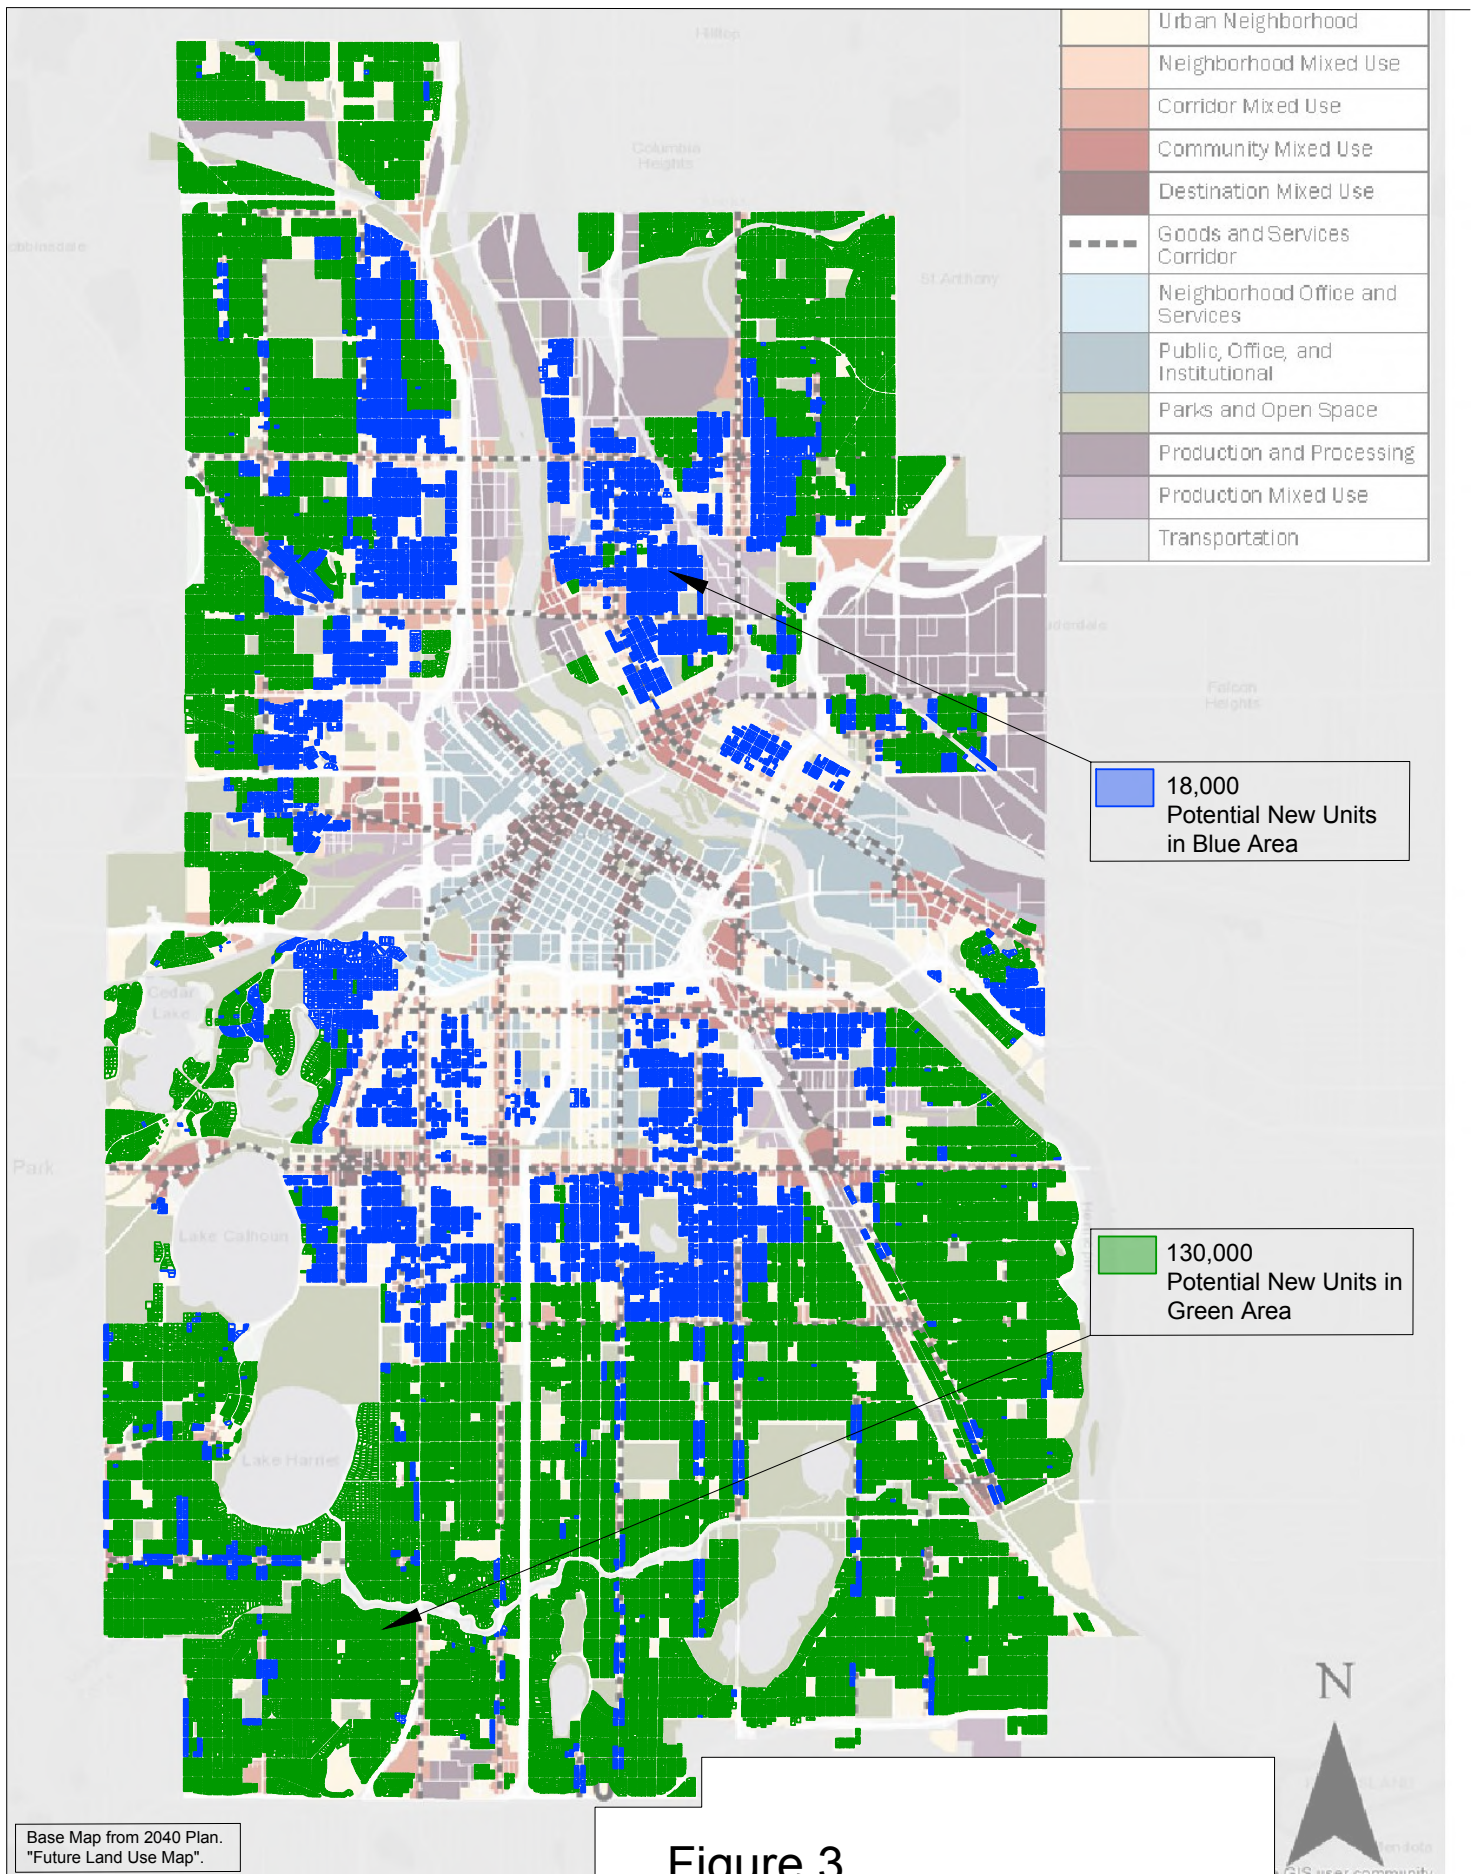 Hilltop
Urban Neighborhood
Neighborhood Mixed Use
Corridor Mixed Use
Community Mixed Use
Destination Mixed Use
Goods and Services
Corridor
Neighborhood Office and
Services
Public, Office, and
Institutional
Parks and Open Space
Production and Processing
Production Mixed Use
Transportation
Columbia
Heights
St Anthony
Falcon
Heights
18,000
Potential New Units
in Blue Area
Cedar
Lake
Park
Lake Calhoun
130,000
Potential New Units in
Green Area
Lake Harriet
N
Base Map from 2040 Plan.
"Future Land Use Map".
Figure 3
GIS user community